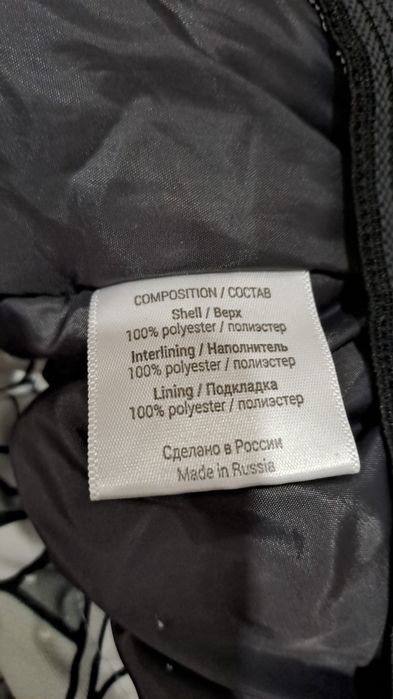 COMPOSITION / СОСТАВ
Shell / Верх
100% polyester / полиэстер
Interlining / Наполнитель
100% polyester / полиэстер
Lining / Подкладка
100% polyester / полиэстер
Сделано в России
Made in Russia